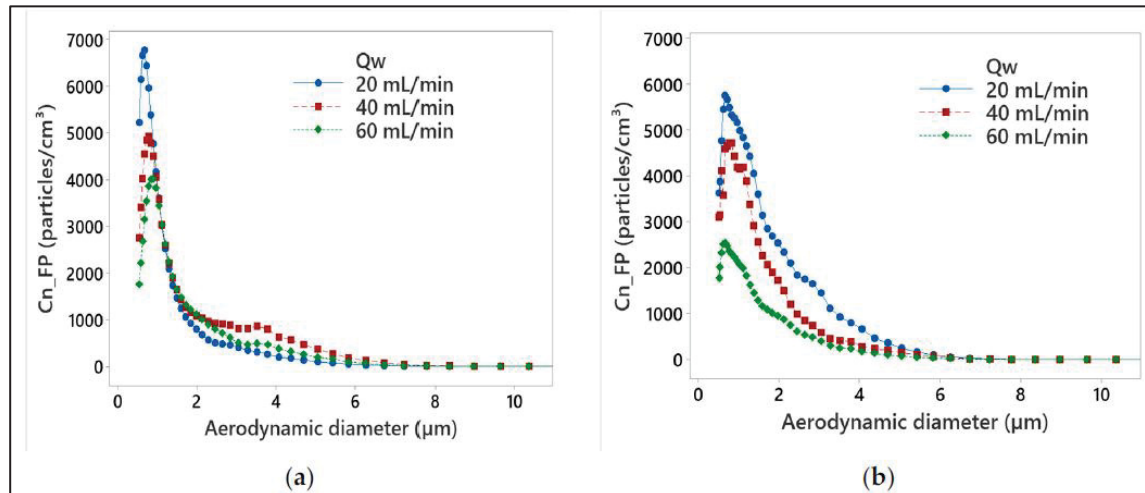 7000
6000
5000
4000
3000
2000
1000
0
Cn_FP (particles/cm³)
Qw
20 mL/min
40 mL/min
60 mL/min
0 2 4 6 8 10
Aerodynamic diameter (µm)
(a)
7000
6000
5000
4000
3000
2000
1000
0
Cn_FP (particles/cm³)
Qw
20 mL/min
40 mL/min
60 mL/min
0 2 4 6 8 10
Aerodynamic diameter (µm)
(b)